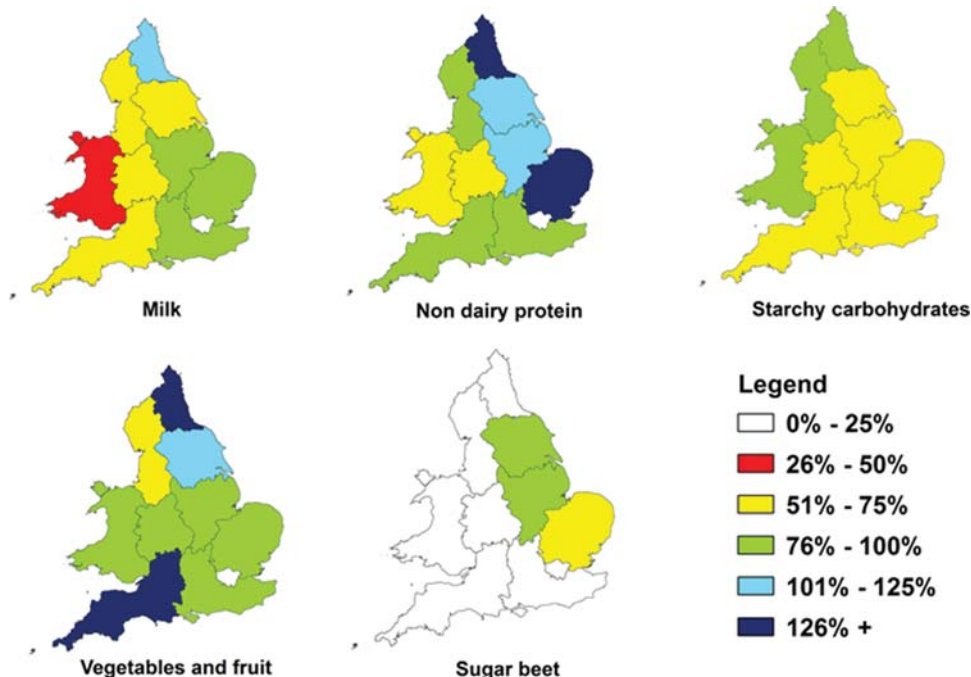 Milk
Non dairy protein
Starchy carbohydrates
Vegetables and fruit
Sugar beet
Legend
0% - 25%
26% - 50%
51% - 75%
76% - 100%
101% - 125%
126% +